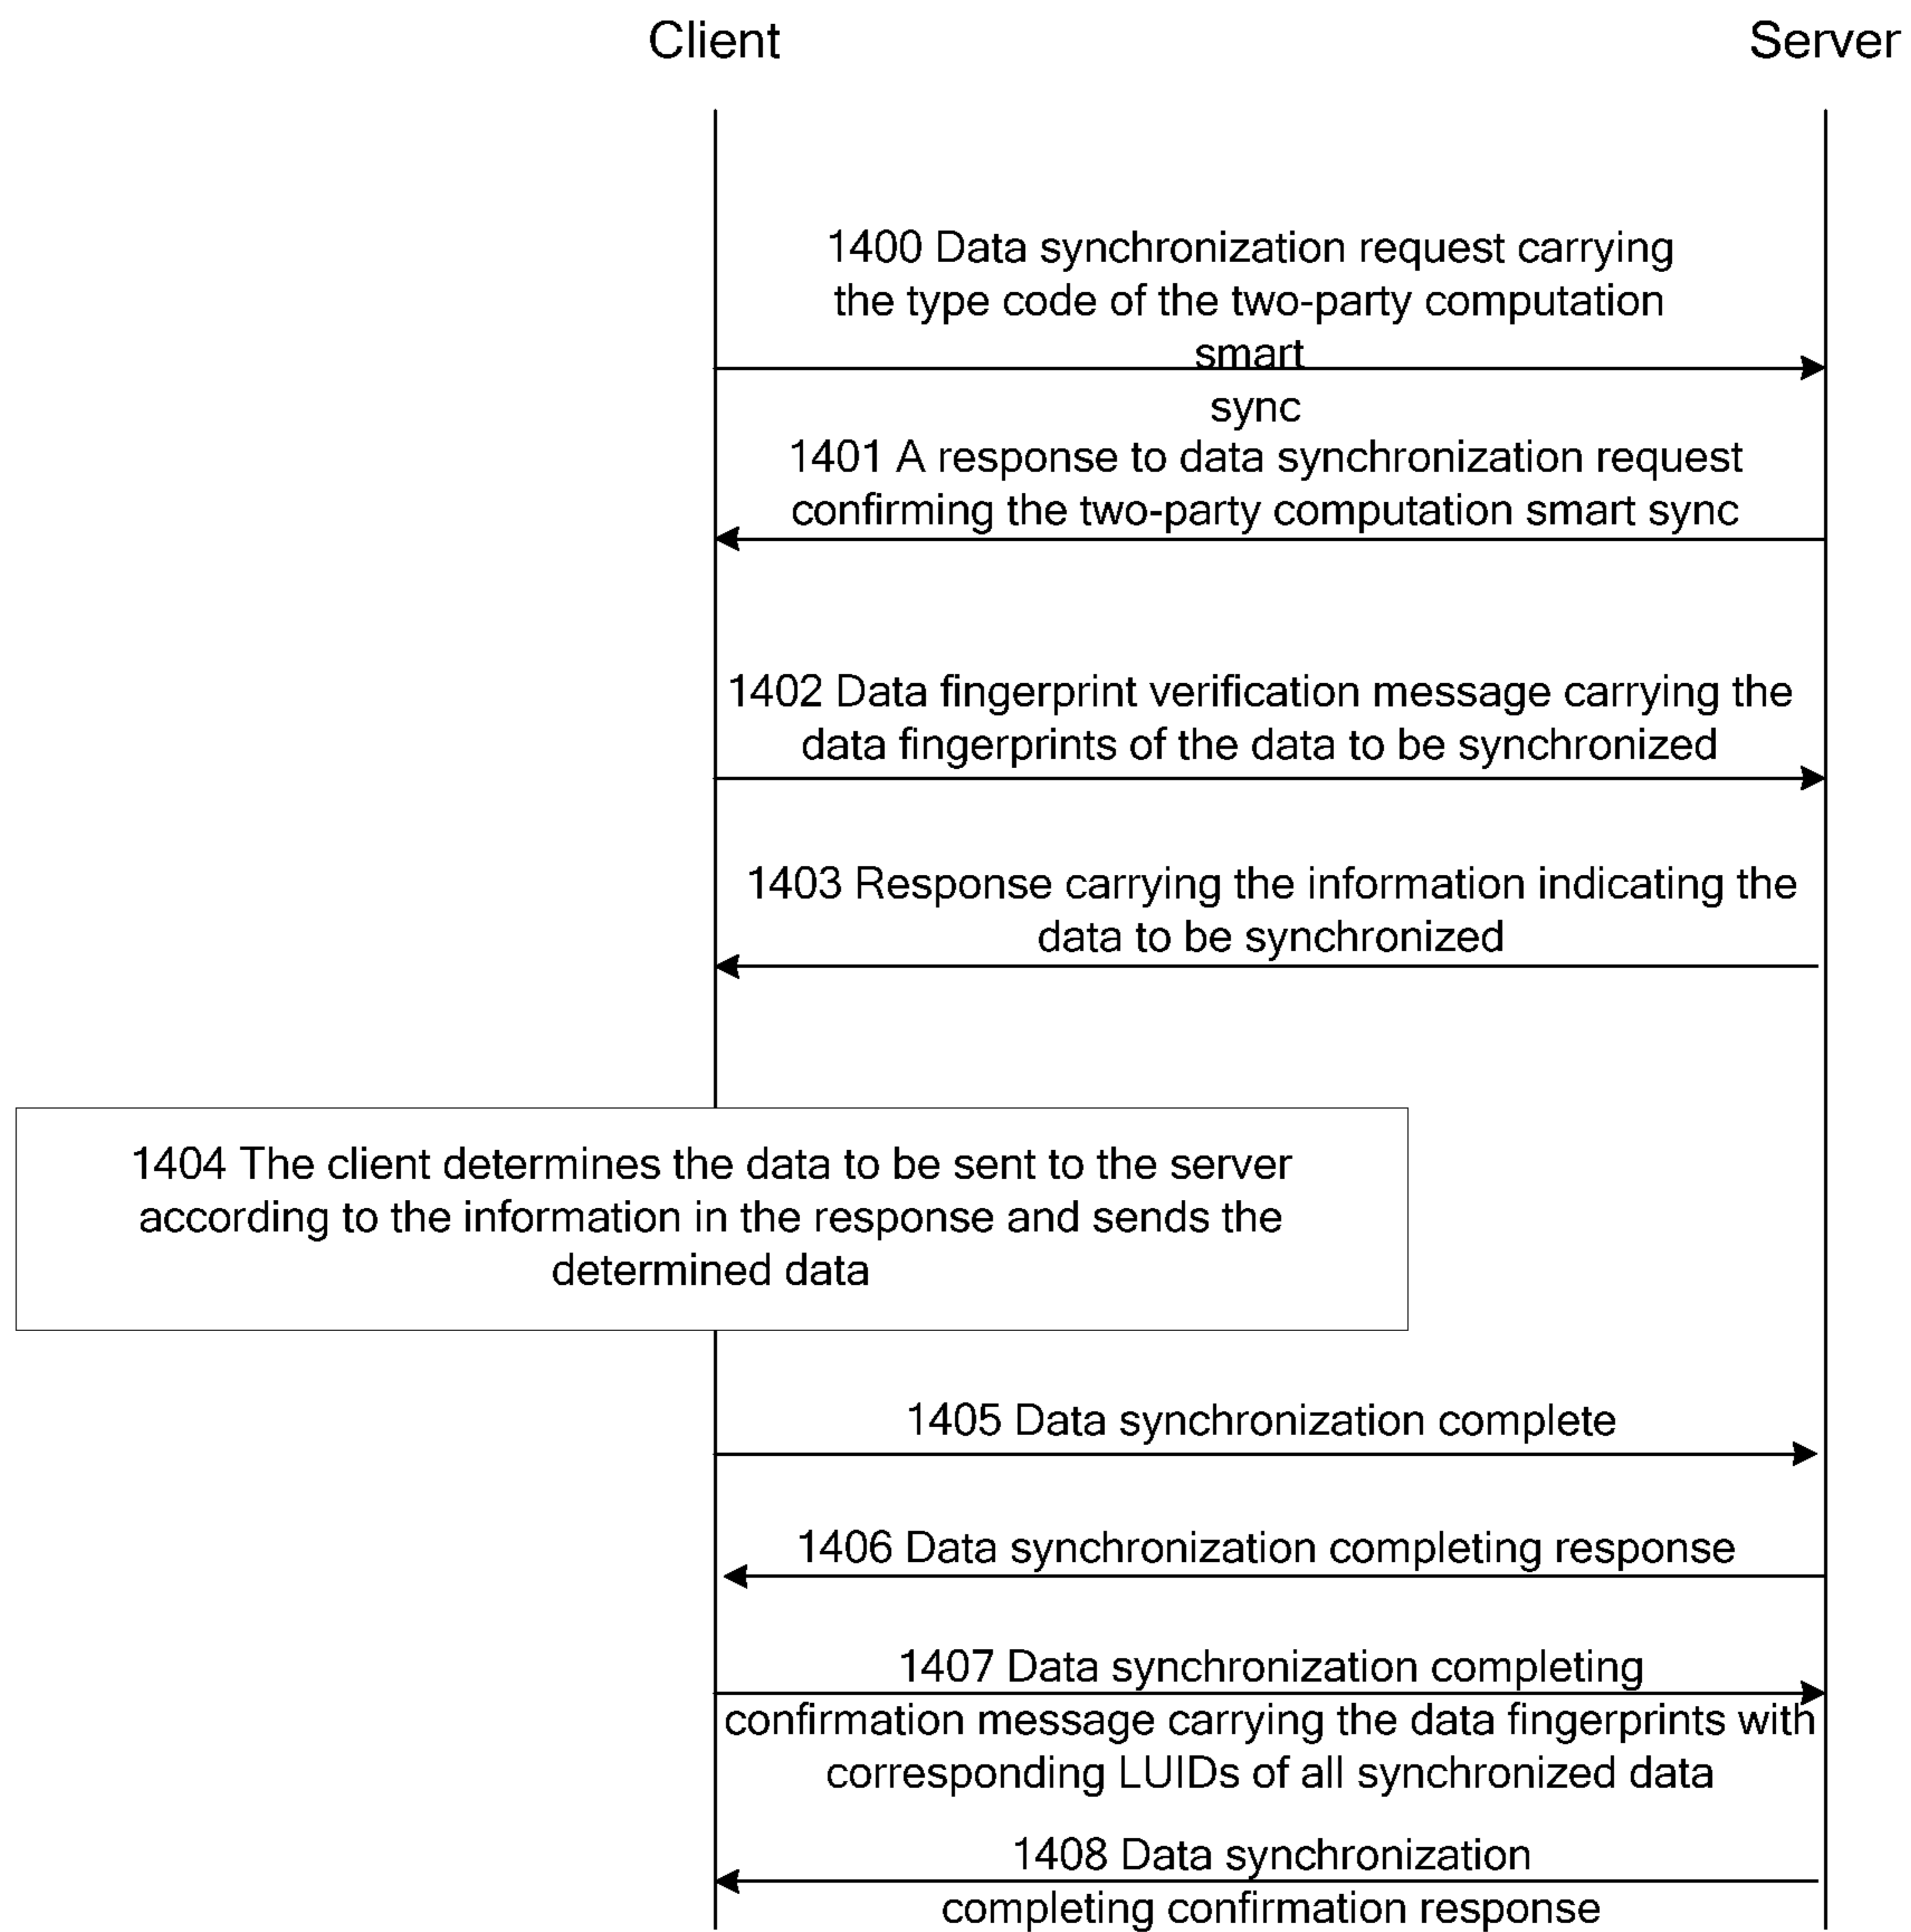 Client
Server
1400 Data synchronization request carrying
the type code of the two-party computation
smart
sync
1401 A response to data synchronization request
confirming the two-party computation smart sync
1402 Data fingerprint verification message carrying the
data fingerprints of the data to be synchronized
1403 Response carrying the information indicating the
data to be synchronized
1404 The client determines the data to be sent to the server
according to the information in the response and sends the
determined data
1405 Data synchronization complete
1406 Data synchronization completing response
1407 Data synchronization completing
confirmation message carrying the data fingerprints with
corresponding LUIDs of all synchronized data
1408 Data synchronization
completing confirmation response